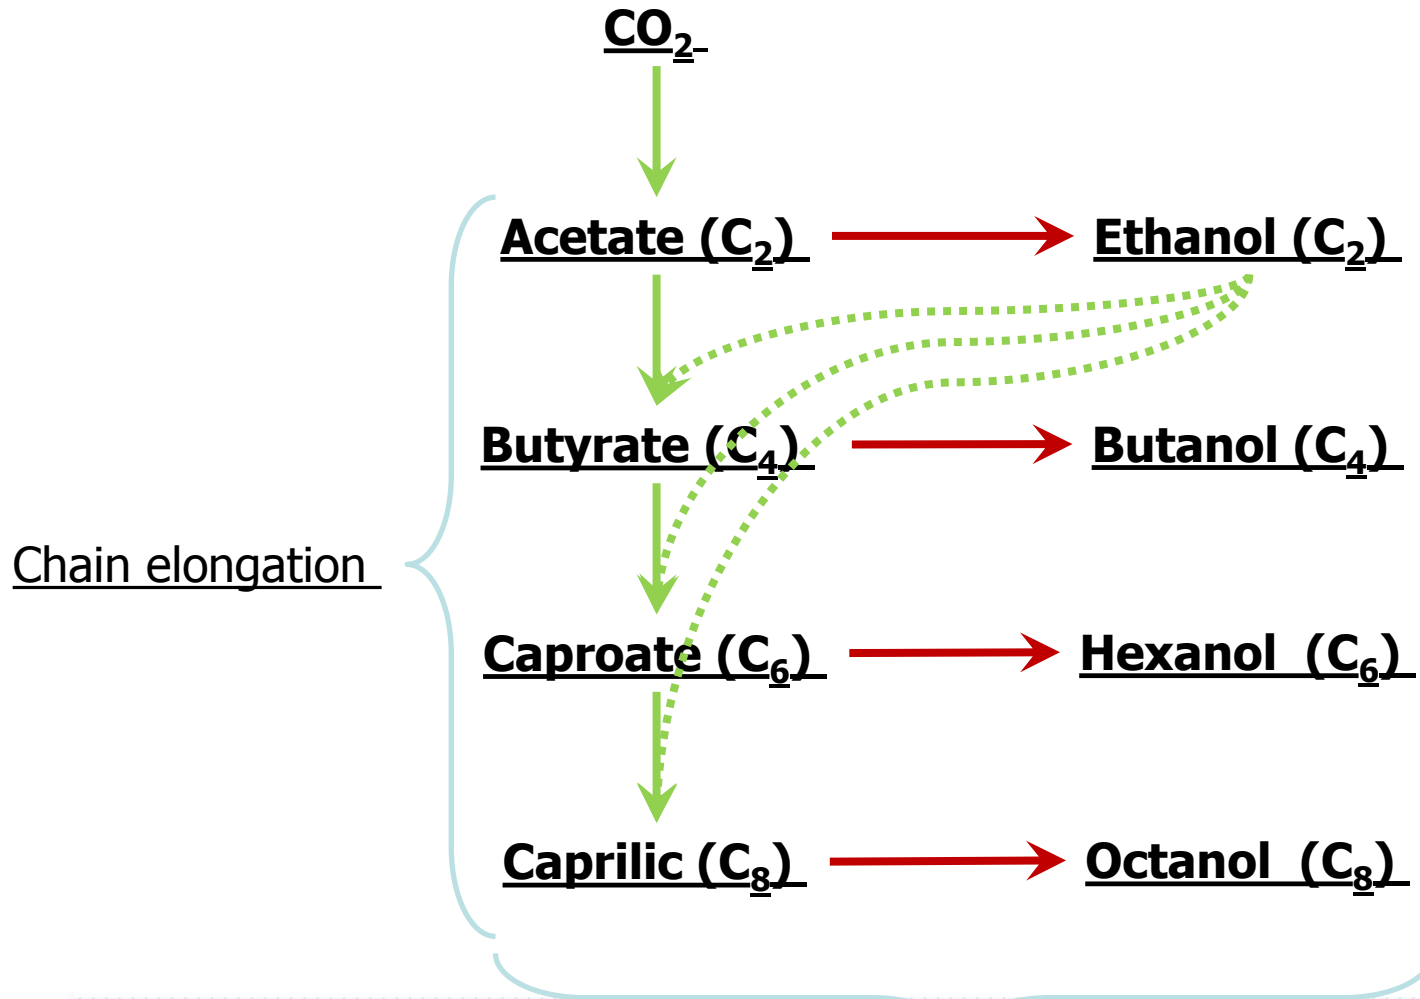 CO₂
Acetate (C₂) Ethanol (C₂)
Butyrate (C₄) Butanol (C₄)
Chain elongation
Caproate (C₆) Hexanol (C₆)
Caprilic (C₈) Octanol (C₈)